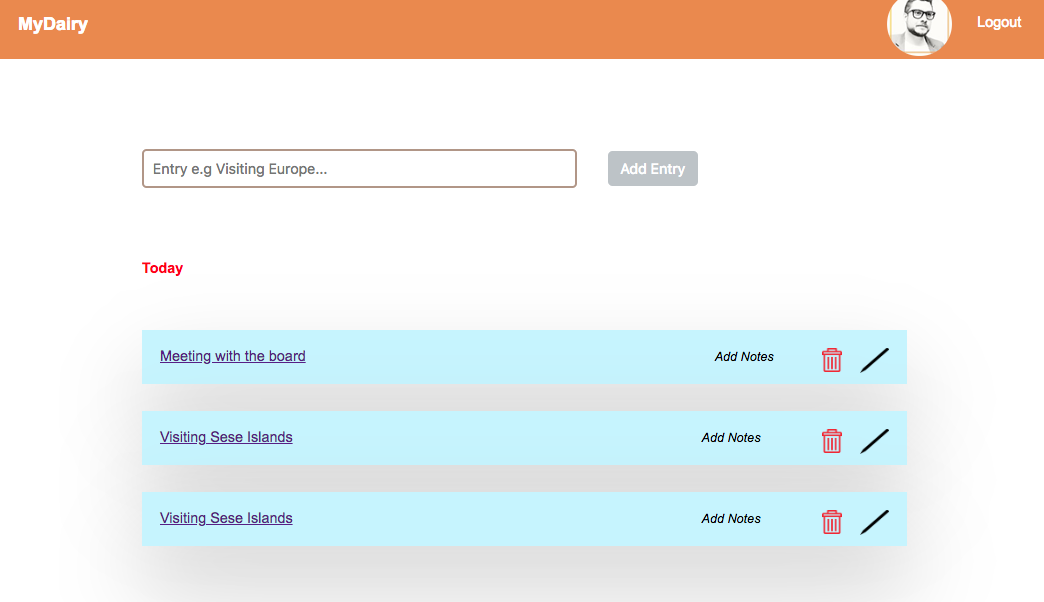 MyDairy
Logout
Entry e.g Visiting Europe...
Add Entry
Today
Meeting with the board
Add Notes
Visiting Sese Islands
Add Notes
Visiting Sese Islands
Add Notes